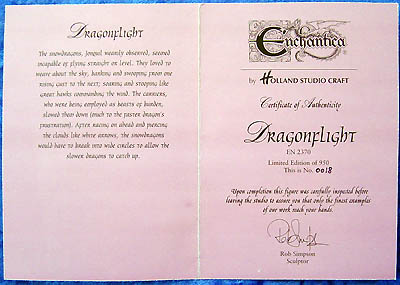 Dragonflight
The snowdragons, Jonquil wearily observed, seemed
incapable of flying straight or level. They loved to
weave about the sky, banking and swooping from one
rising gust to the next; soaring and stooping like
great hawks commanding the wind. The canners,
who were being employed as beasts of burden,
slowed them down (much to the faster dragon's
frustration). After racing on ahead and piercing
the clouds like white arrows, the snowdragons
would have to break into wide circles to allow the
slower dragons to catch up.
Enchantica
by HOLLAND STUDIO CRAFT
Certificate of Authenticity
Dragonflight
EN 2370
Limited Edition of 950
This is No. 0018
Upon completion this figure was carefully inspected before
leaving the studio to assure you that only the finest examples
of our work reach your hands.
Rob Simpson
Sculptor